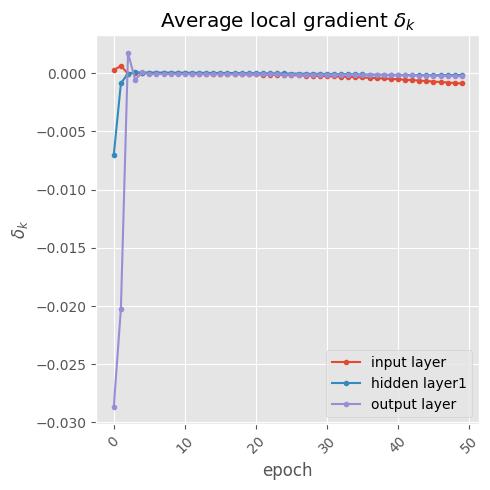 Average local gradient δₖ
0.000
−0.005
−0.010
−0.015
−0.020
−0.025
−0.030
δₖ
0
10
20
30
40
50
epoch
input layer
hidden layer1
output layer